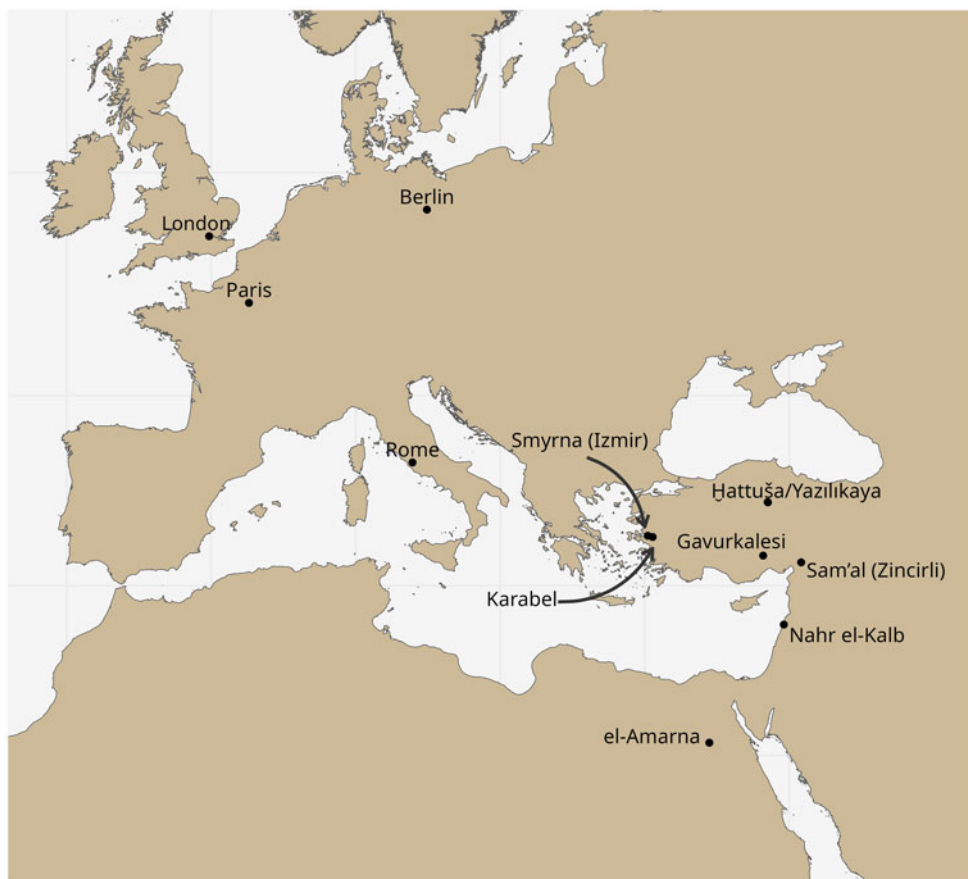 Berlin
London
Paris
Smyrna (Izmir)
Rome
Ḫattuša/Yazılıkaya
Gavurkalesi
Sam’al (Zincirli)
Karabel
Nahr el-Kalb
el-Amarna